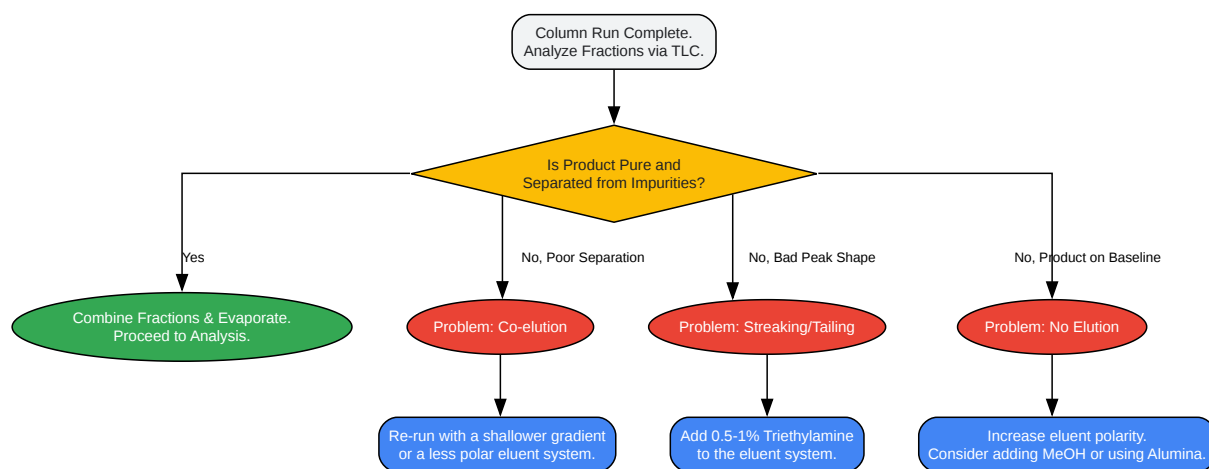 Column Run Complete.
Analyze Fractions via TLC.
Is Product Pure and
Separated from Impurities?
Yes
No, Poor Separation
No, Bad Peak Shape
No, Product on Baseline
Combine Fractions & Evaporate.
Proceed to Analysis.
Problem: Co-elution
Problem: Streaking/Tailing
Problem: No Elution
Re-run with a shallower gradient
or a less polar eluent system.
Add 0.5-1% Triethylamine
to the eluent system.
Increase eluent polarity.
Consider adding MeOH or using Alumina.